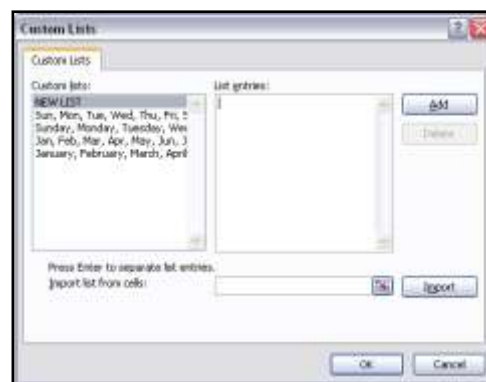 Custom Lists
Custom Lists
Custom lists:
List entries:
NEW LIST
Sun, Mon, Tue, Wed, Thu, Fri, S
Sunday, Monday, Tuesday, Wed
Jan, Feb, Mar, Apr, May, Jun, J
January, February, March, April
Add
Delete
Press Enter to separate list entries.
Import list from cells:
Import
OK
Cancel